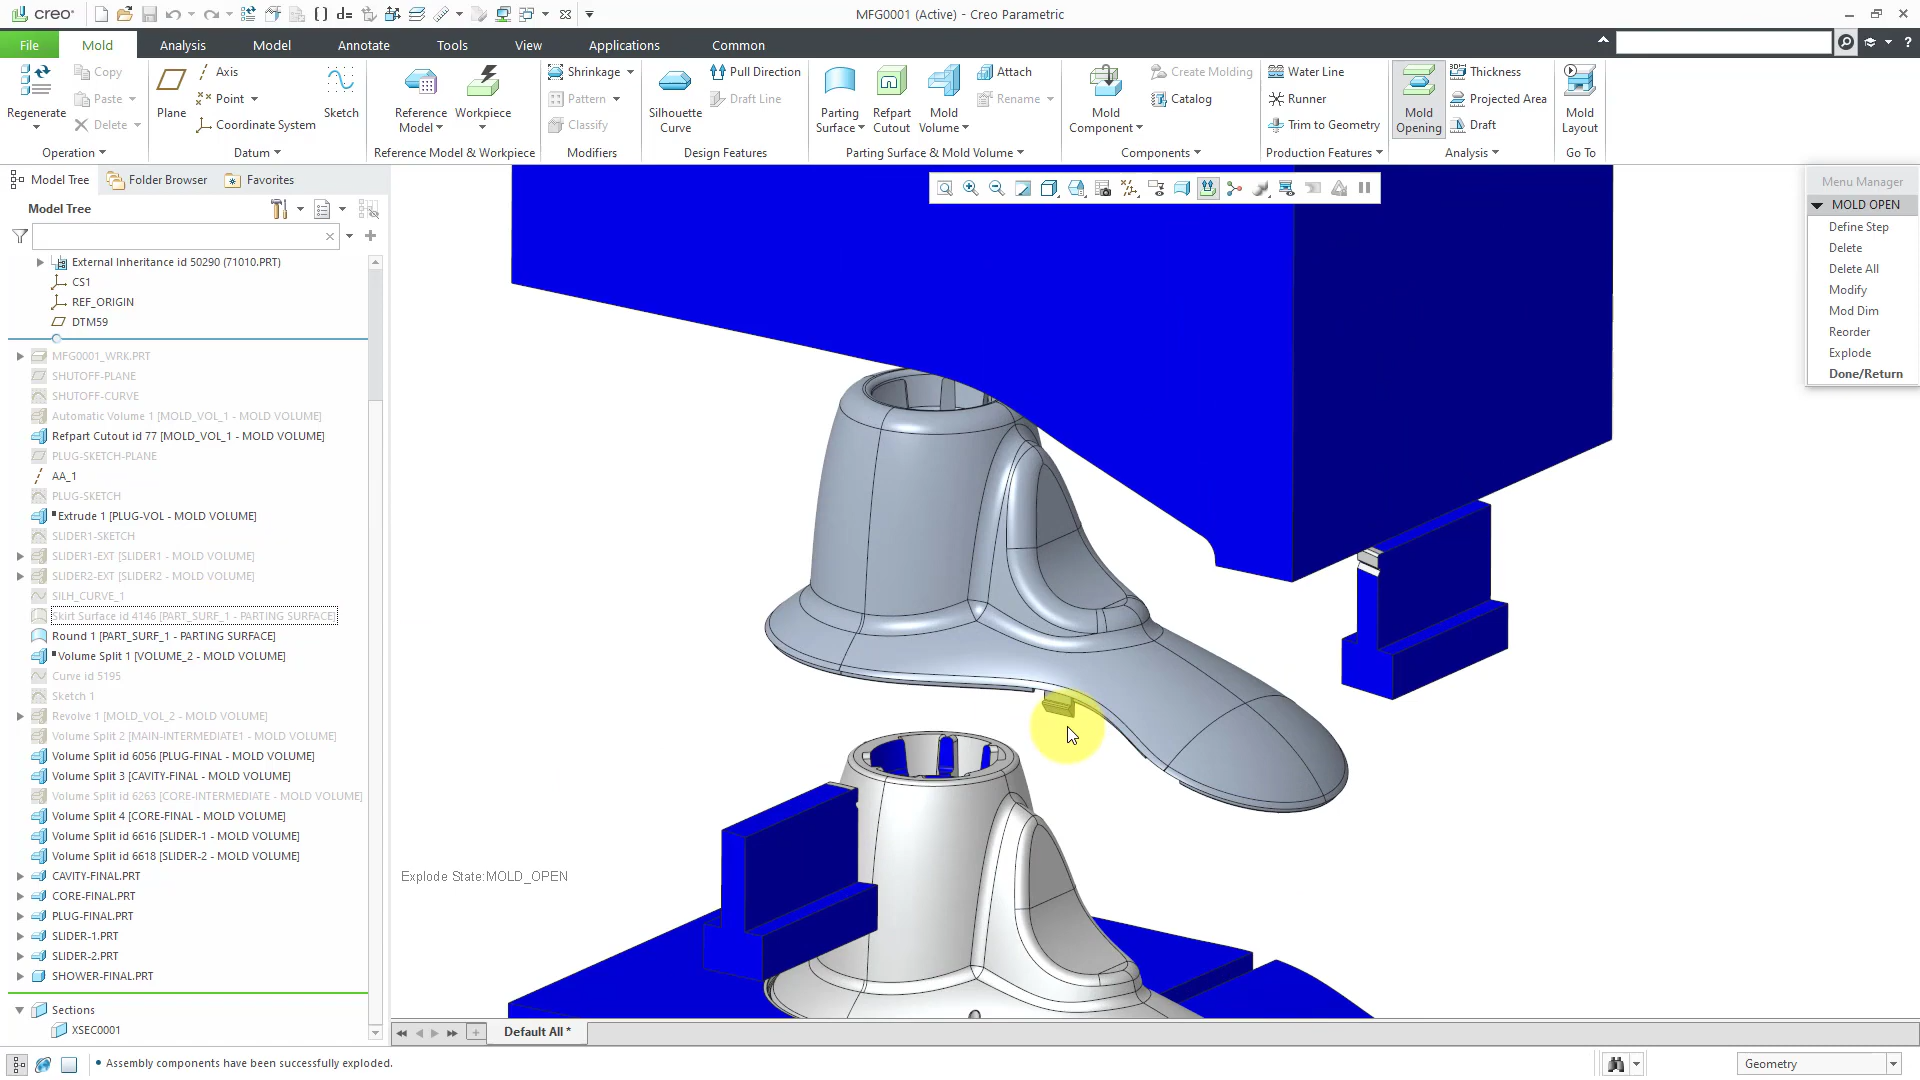 creo
MFG0001 (Active) - Creo Parametric
File
Mold
Analysis
Model
Annotate
Tools
View
Applications
Common
Regenerate
Copy
Paste
Delete
Operation
Plane
Axis
Point
Coordinate System
Sketch
Datum
Reference
Model
Workpiece
Reference Model & Workpiece
Shrinkage
Pattern
Classify
Modifiers
Silhouette
Curve
Pull Direction
Draft Line
Design Features
Parting
Surface
Refpart
Cutout
Mold
Volume
Attach
Rename
Parting Surface & Mold Volume
Mold
Component
Create Molding
Catalog
Components
Water Line
Runner
Trim to Geometry
Production Features
Mold
Opening
Thickness
Projected Area
Draft
Analysis
Mold
Layout
Go To
Model Tree
Folder Browser
Favorites
Model Tree
External Inheritance id 50290 (71010.PRT)
CS1
REF_ORIGIN
DTM59
MFG0001_WRK.PRT
SHUTOFF-PLANE
SHUTOFF-CURVE
Automatic Volume 1 [MOLD_VOL_1 - MOLD VOLUME]
Refpart Cutout id 77 [MOLD_VOL_1 - MOLD VOLUME]
PLUG-SKETCH-PLANE
AA_1
PLUG-SKETCH
Extrude 1 [PLUG-VOL - MOLD VOLUME]
SLIDER1-SKETCH
SLIDER1-EXT [SLIDER1 - MOLD VOLUME]
SLIDER2-EXT [SLIDER2 - MOLD VOLUME]
SILH_CURVE_1
Skirt Surface id 4146 [PART_SURF_1 - PARTING SURFACE]
Round 1 [PART_SURF_1 - PARTING SURFACE]
Volume Split 1 [VOLUME_2 - MOLD VOLUME]
Curve id 5195
Sketch 1
Revolve 1 [MOLD_VOL_2 - MOLD VOLUME]
Volume Split 2 [MAIN-INTERMEDIATE1 - MOLD VOLUME]
Volume Split id 6056 [PLUG-FINAL - MOLD VOLUME]
Volume Split 3 [CAVITY-FINAL - MOLD VOLUME]
Volume Split id 6263 [CORE-INTERMEDIATE - MOLD VOLUME]
Volume Split 4 [CORE-FINAL - MOLD VOLUME]
Volume Split id 6616 [SLIDER-1 - MOLD VOLUME]
Volume Split id 6618 [SLIDER-2 - MOLD VOLUME]
CAVITY-FINAL.PRT
CORE-FINAL.PRT
PLUG-FINAL.PRT
SLIDER-1.PRT
SLIDER-2.PRT
SHOWER-FINAL.PRT
Sections
XSEC0001
Menu Manager
MOLD OPEN
Define Step
Delete
Delete All
Modify
Mod Dim
Reorder
Explode
Done/Return
Explode State:MOLD_OPEN
Default All *
• Assembly components have been successfully exploded.
Geometry